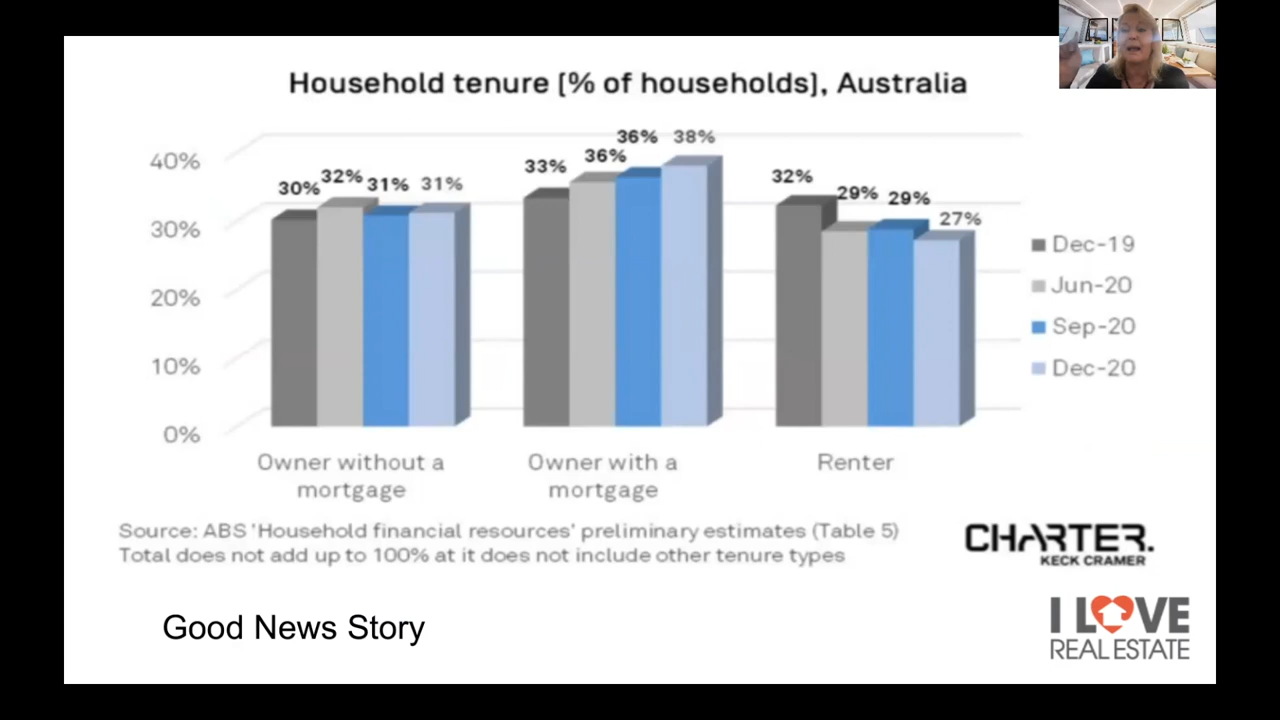 Household tenure [% of households], Australia
40%
30%
20%
10%
0%
30%
32%
31%
31%
33%
36%
36%
38%
32%
29%
29%
27%
Owner without a
mortgage
Owner with a
mortgage
Renter
Dec-19
Jun-20
Sep-20
Dec-20
Source: ABS 'Household financial resources' preliminary estimates (Table 5)
Total does not add up to 100% at it does not include other tenure types
CHARTER.
KECK CRAMER
Good News Story
I LOVE
REAL ESTATE